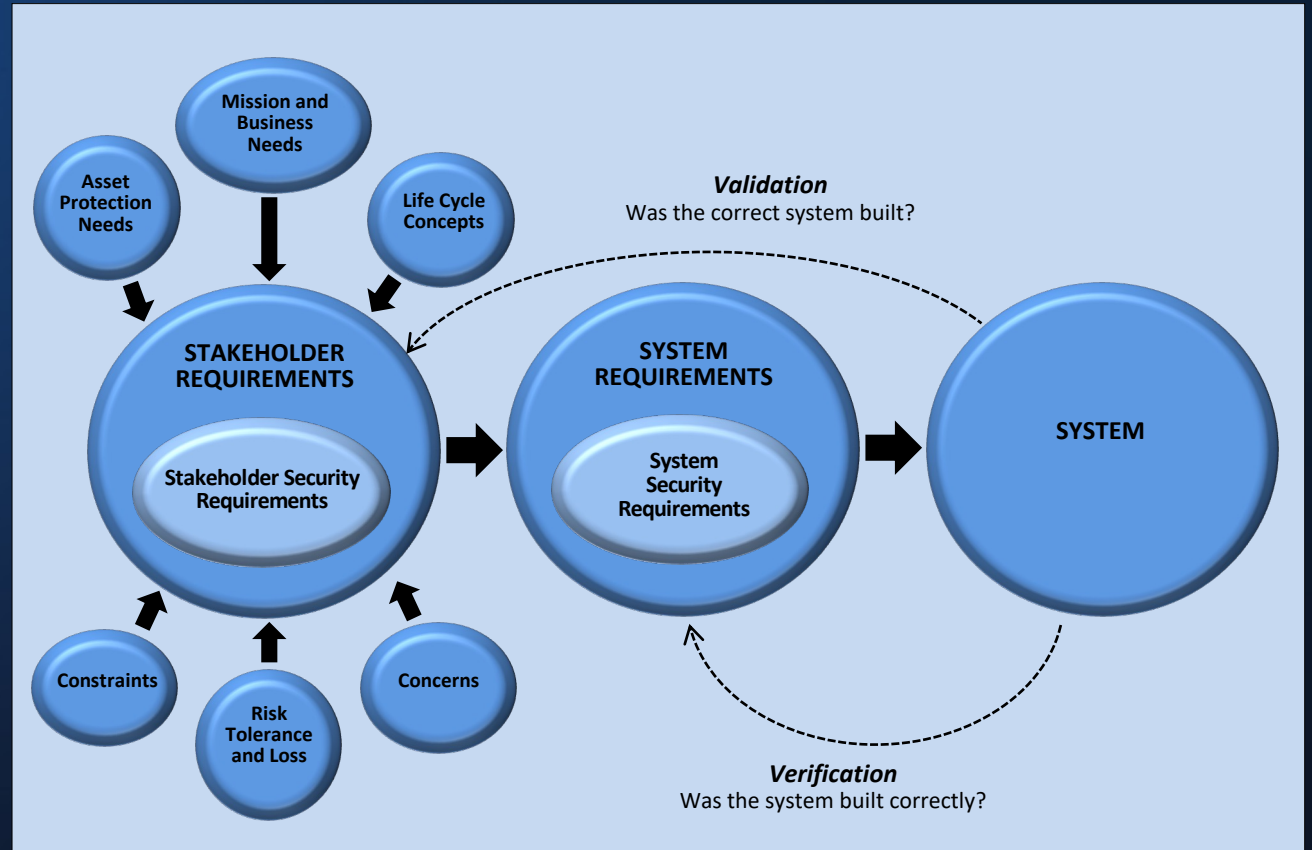 Mission and
Business
Needs
Asset
Protection
Needs
Life Cycle
Concepts
Validation
Was the correct system built?
STAKEHOLDER
REQUIREMENTS
Stakeholder Security
Requirements
SYSTEM
REQUIREMENTS
System
Security
Requirements
SYSTEM
Constraints
Risk
Tolerance
and Loss
Concerns
Verification
Was the system built correctly?